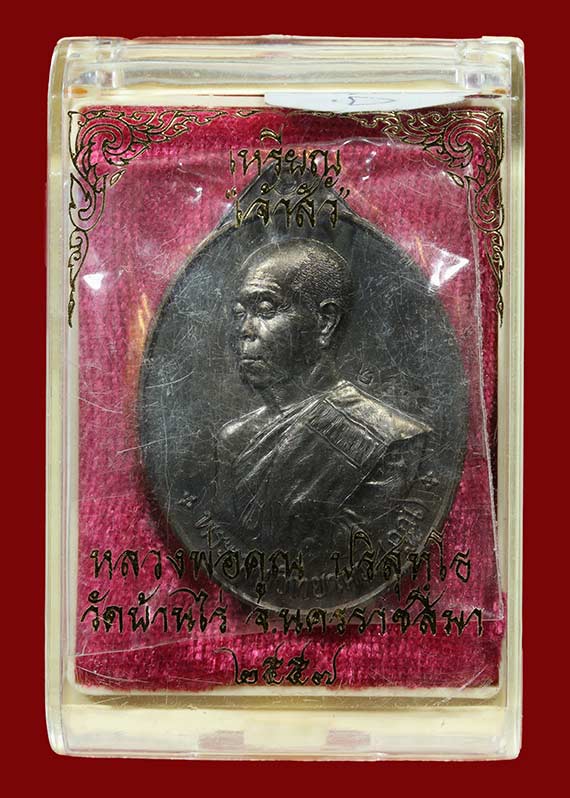 เหรียญ
"เจ้าสัว"
หลวงพ่อคูณ ปริสุทโธ
วัดบ้านไร่ จ.นครราชสีมา
๒๕๕๗